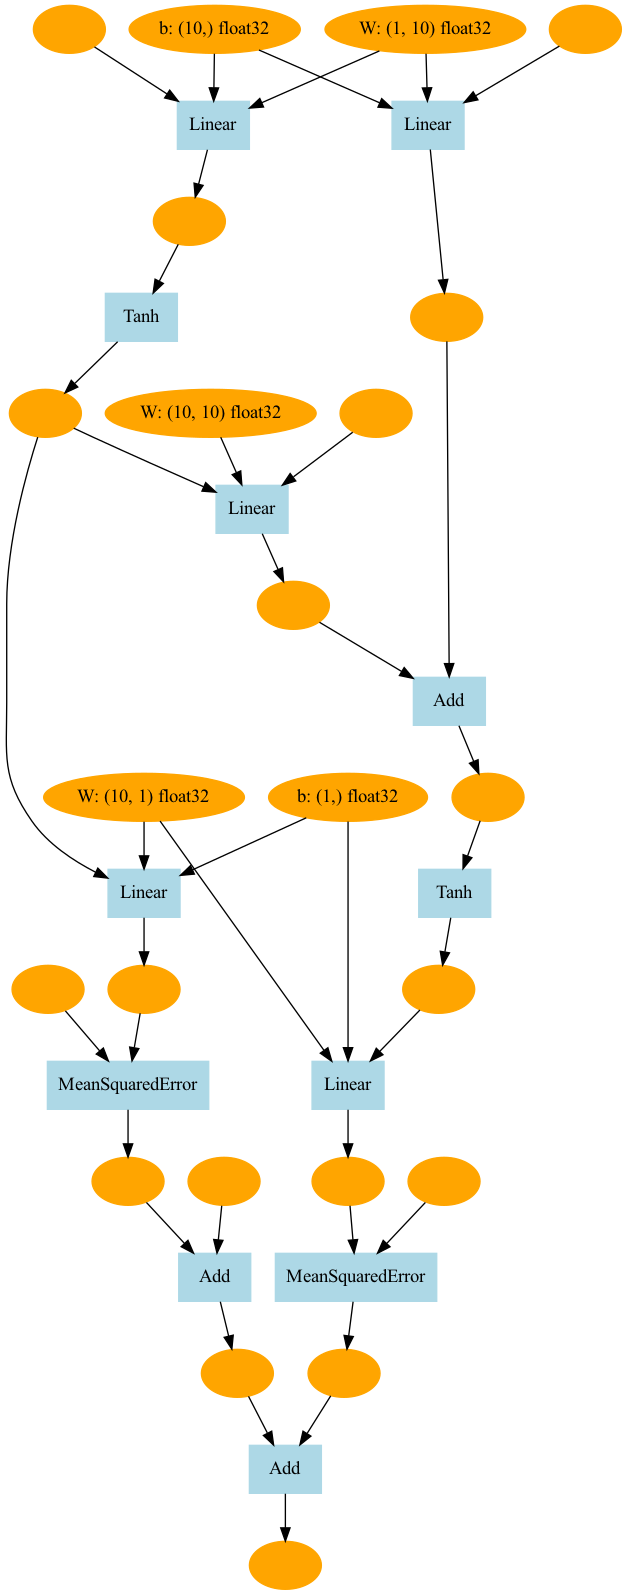 b: (10,) float32
W: (1, 10) float32
Linear
Linear
Tanh
W: (10, 10) float32
Linear
Add
W: (10, 1) float32
b: (1,) float32
Linear
Tanh
MeanSquaredError
Linear
Add
MeanSquaredError
Add